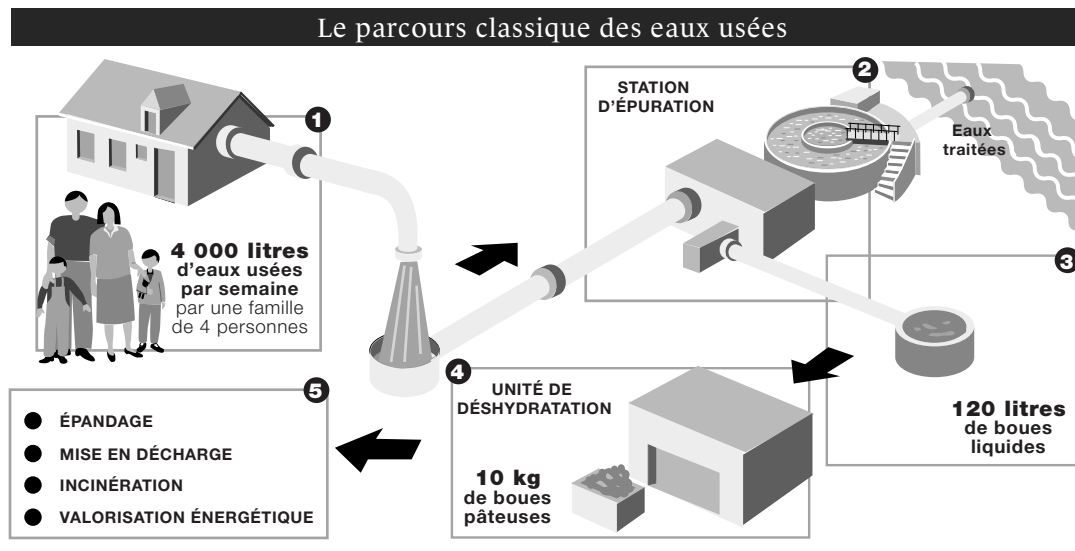 Le parcours classique des eaux usées
1
4 000 litres
d'eaux usées
par semaine
par une famille
de 4 personnes
2
STATION
D'ÉPURATION
Eaux
traitées
3
120 litres
de boues
liquides
4
UNITÉ DE
DÉSHYDRATATION
10 kg
de boues
pâteuses
5
● ÉPANDAGE
● MISE EN DÉCHARGE
● INCINÉRATION
● VALORISATION ÉNERGÉTIQUE